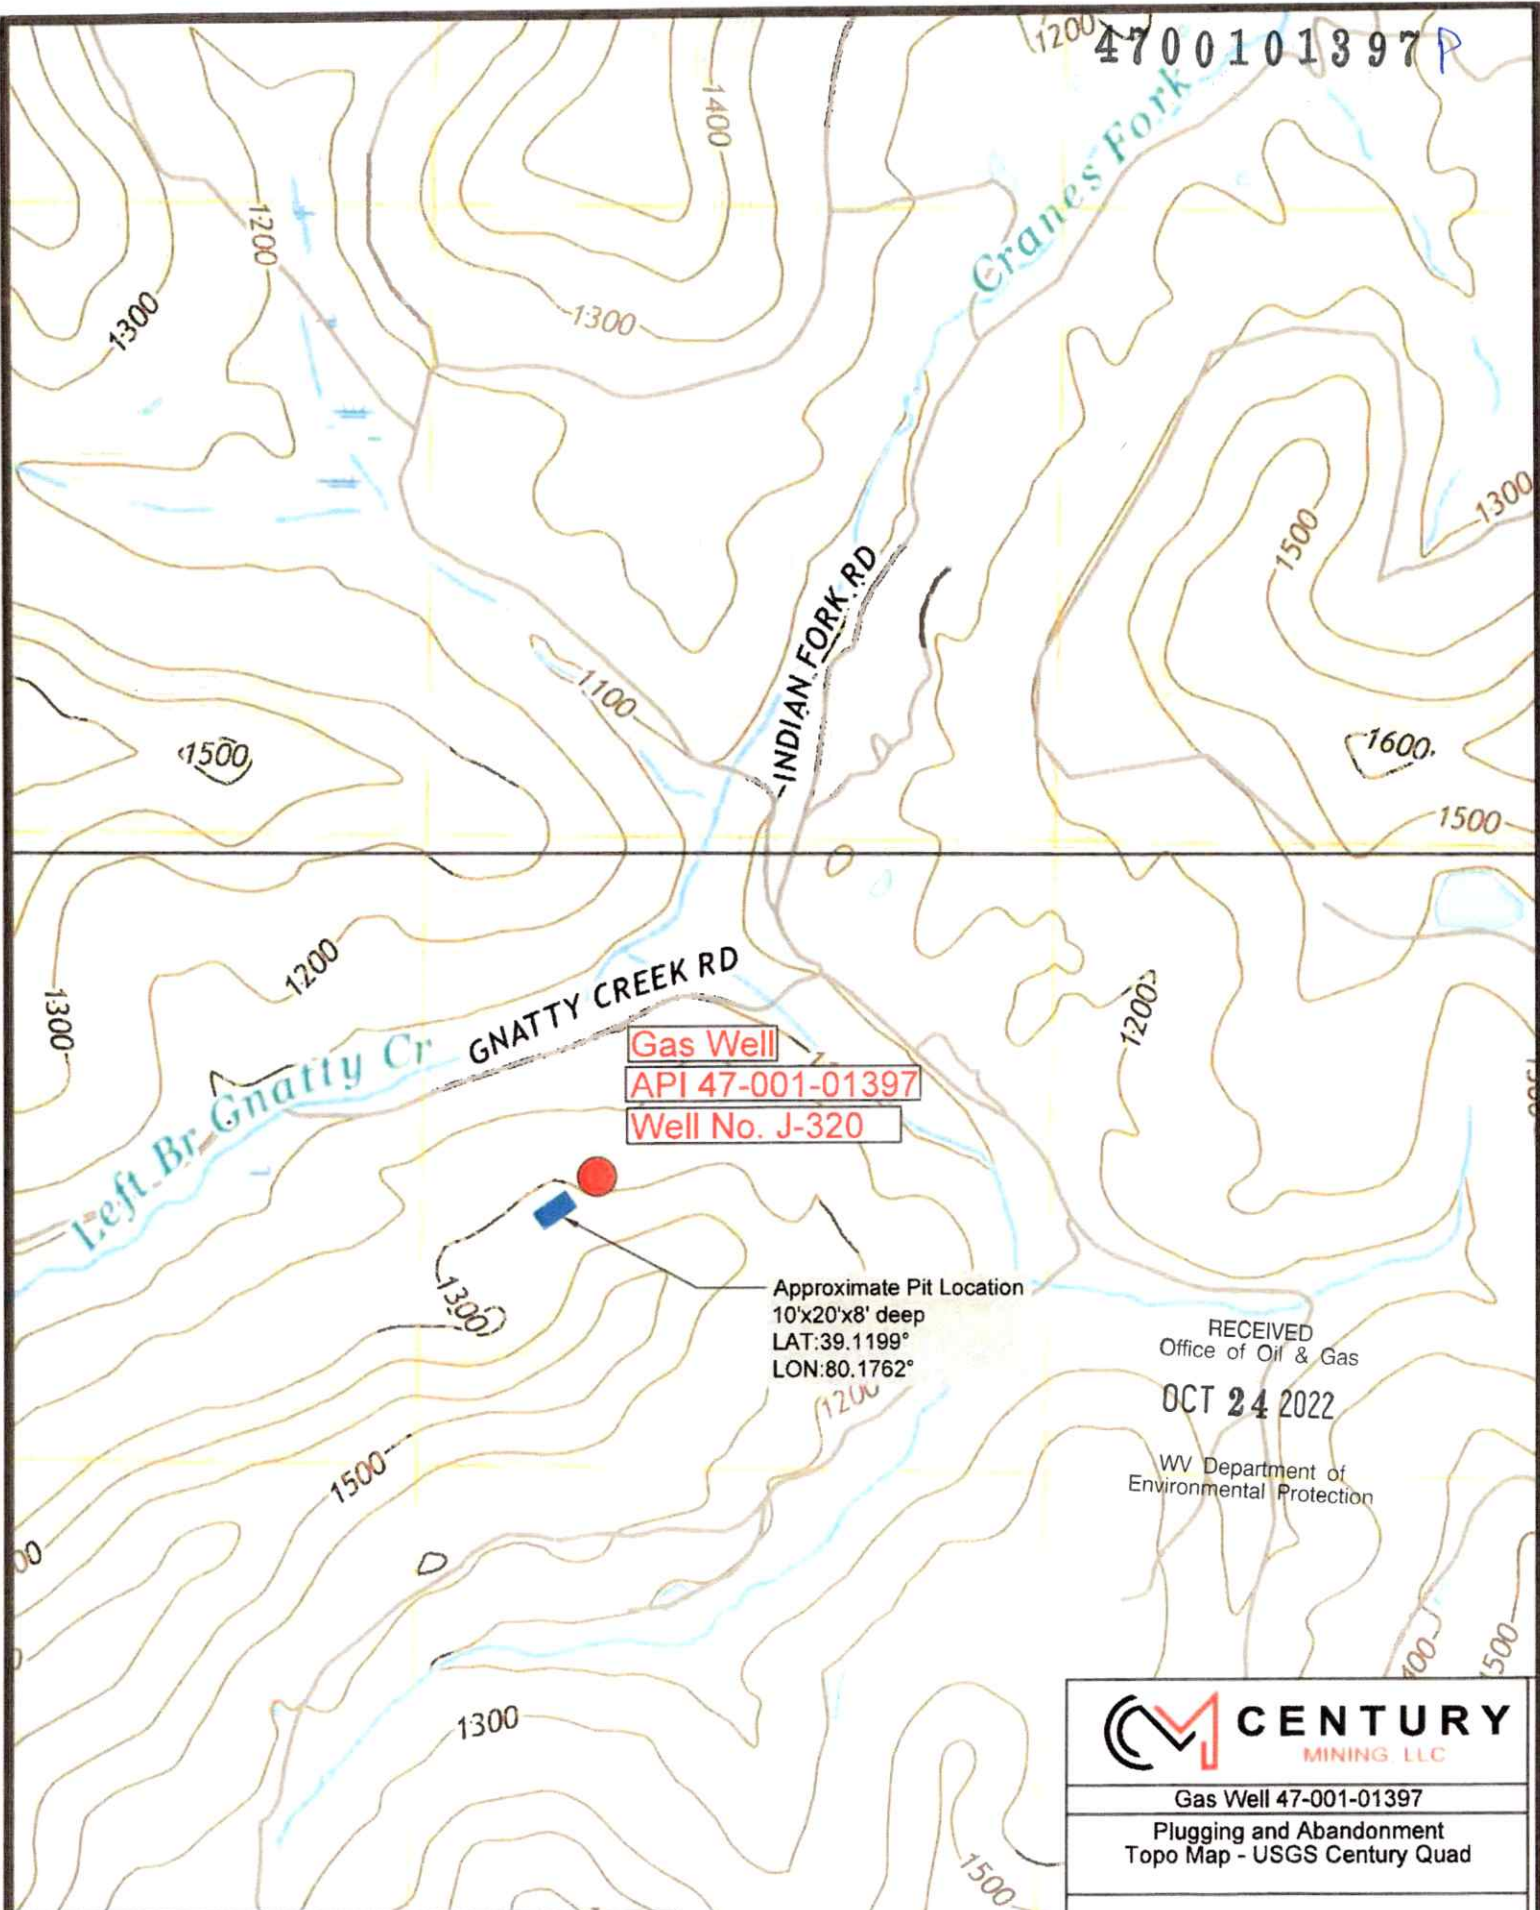 1200
4700101397P
Cranes Fork
1400
1200
1300
1300
1300
1500
INDIAN FORK RD
1100
1500
1600
1500
1200
GNATTY CREEK RD
1300
1200
Left Br Gnatty Cr
Gas Well
API 47-001-01397
Well No. J-320
1300
Approximate Pit Location
10'x20'x8' deep
LAT:39.1199°
LON:80.1762°
1200
RECEIVED
Office of Oil & Gas
OCT 24 2022
WV Department of
Environmental Protection
1500
00
1500
1300
CENTURY
MINING LLC
Gas Well 47-001-01397
Plugging and Abandonment
Topo Map - USGS Century Quad
1500